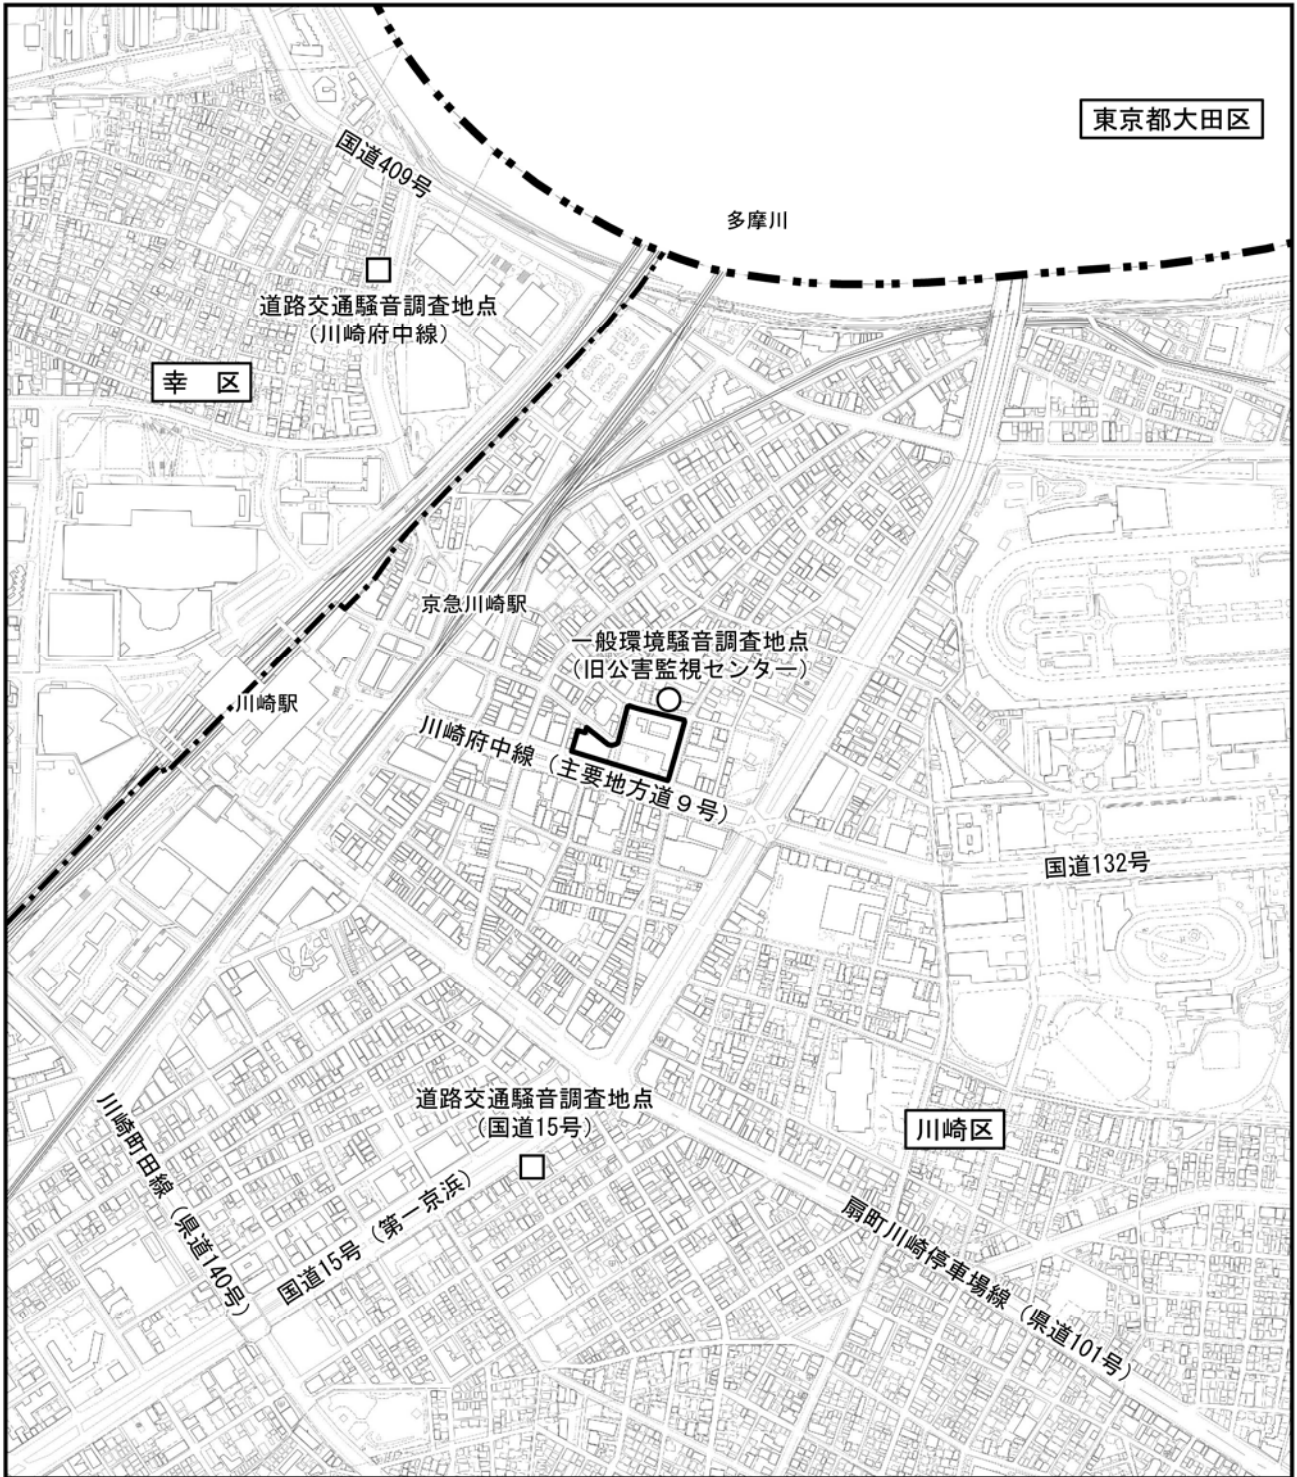 東京都大田区
国道409号
多摩川
道路交通騒音調査地点
（川崎府中線）
幸　区
京急川崎駅
一般環境騒音調査地点
（旧公害監視センター）
川崎駅
川崎府中線（主要地方道９号）
国道132号
道路交通騒音調査地点
（国道15号）
川崎区
川崎町田線（県道140号）
国道15号（第一京浜）
扇町川崎停車場線（県道101号）